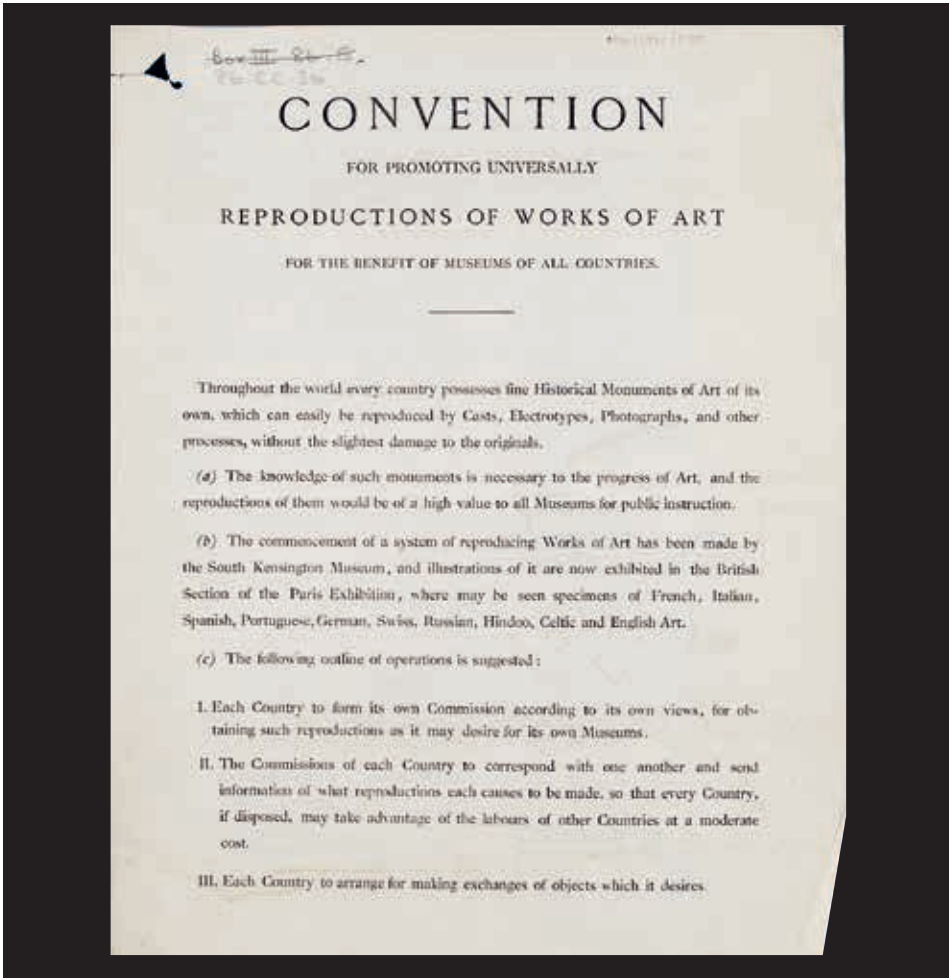 Box III. 86
CONVENTION
FOR PROMOTING UNIVERSALLY
REPRODUCTIONS OF WORKS OF ART
FOR THE BENEFIT OF MUSEUMS OF ALL COUNTRIES.
Throughout the world every country possesses fine Historical Monuments of Art of its
own, which can easily be reproduced by Casts, Electrotypes, Photographs, and other
processes, without the slightest damage to the originals.
(a) The knowledge of such monuments is necessary to the progress of Art, and the
reproductions of them would be of a high value to all Museums for public instruction.
(b) The commencement of a system of reproducing Works of Art has been made by
the South Kensington Museum, and illustrations of it are now exhibited in the British
Section of the Paris Exhibition, where may be seen specimens of French, Italian,
Spanish, Portuguese, German, Swiss, Russian, Hindoo, Celtic and English Art.
(c) The following outline of operations is suggested :
I. Each Country to form its own Commission according to its own views, for ob-
taining such reproductions as it may desire for its own Museums.
II. The Commissions of each Country to correspond with one another and send
information of what reproductions each causes to be made, so that every Country,
if disposed, may take advantage of the labours of other Countries at a moderate
cost.
III. Each Country to arrange for making exchanges of objects which it desires